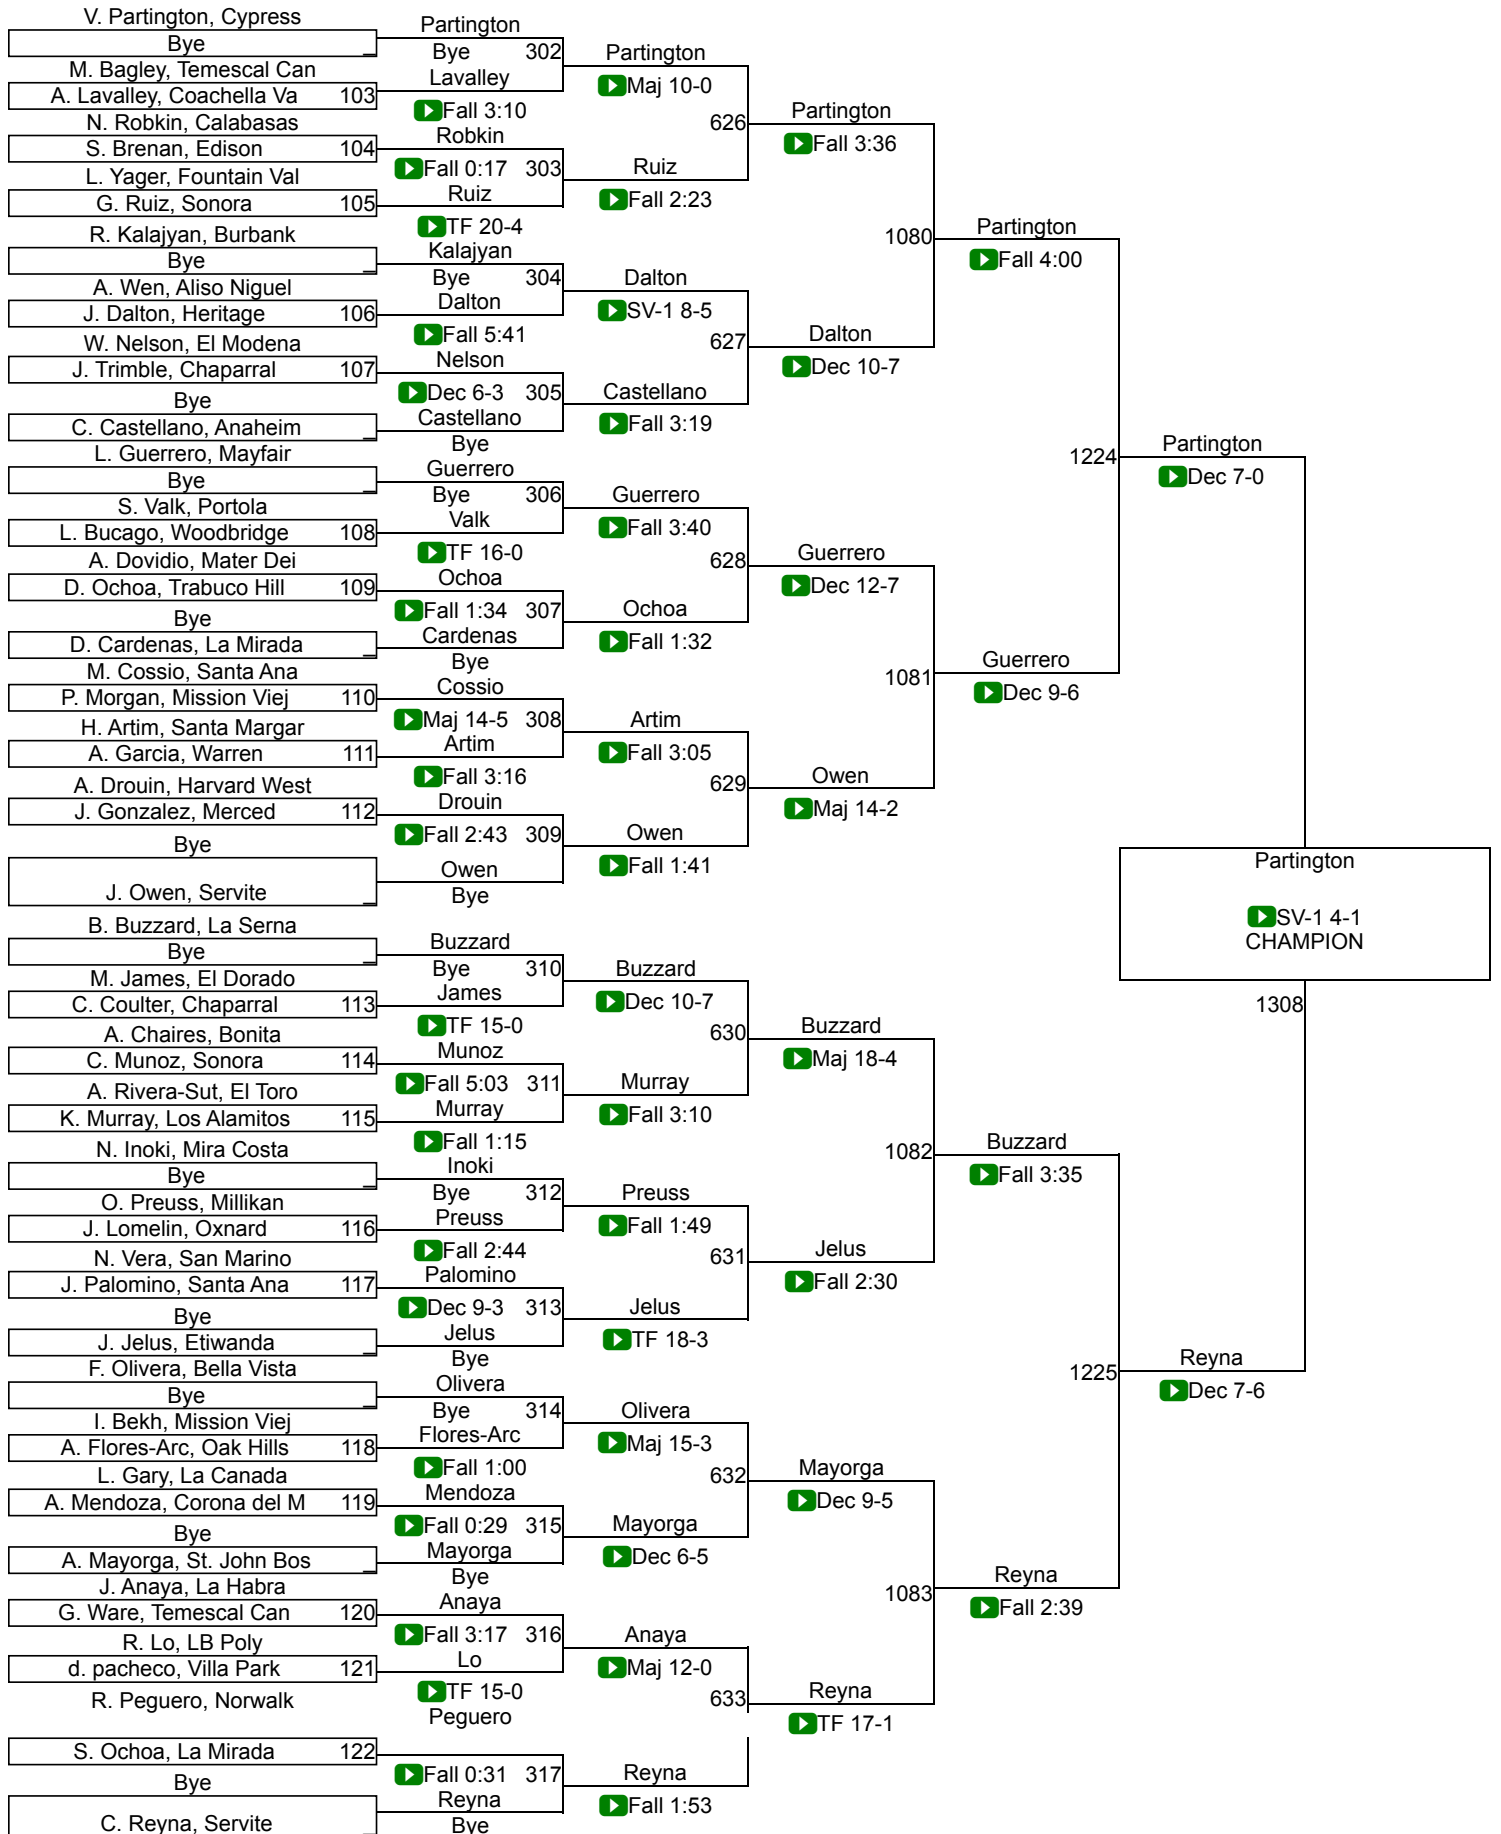 V. Partington, Cypress
Bye _
M. Bagley, Temescal Can
A. Lavalley, Coachella Va 103
N. Robkin, Calabasas
S. Brenan, Edison 104
L. Yager, Fountain Val
G. Ruiz, Sonora 105
R. Kalajyan, Burbank
Bye _
A. Wen, Aliso Niguel
J. Dalton, Heritage 106
W. Nelson, El Modena
J. Trimble, Chaparral 107
Bye
C. Castellano, Anaheim _
L. Guerrero, Mayfair
Bye _
S. Valk, Portola
L. Bucago, Woodbridge 108
A. Dovidio, Mater Dei
D. Ochoa, Trabuco Hill 109
Bye
D. Cardenas, La Mirada _
M. Cossio, Santa Ana
P. Morgan, Mission Viej 110
H. Artim, Santa Margar
A. Garcia, Warren 111
A. Drouin, Harvard West
J. Gonzalez, Merced 112
Bye
J. Owen, Servite _
B. Buzzard, La Serna
Bye _
M. James, El Dorado
C. Coulter, Chaparral 113
A. Chaires, Bonita
C. Munoz, Sonora 114
A. Rivera-Sut, El Toro
K. Murray, Los Alamitos 115
N. Inoki, Mira Costa
Bye _
O. Preuss, Millikan
J. Lomelin, Oxnard 116
N. Vera, San Marino
J. Palomino, Santa Ana 117
Bye
J. Jelus, Etiwanda _
F. Olivera, Bella Vista
Bye _
I. Bekh, Mission Viej
A. Flores-Arc, Oak Hills 118
L. Gary, La Canada
A. Mendoza, Corona del M 119
Bye
A. Mayorga, St. John Bos _
J. Anaya, La Habra
G. Ware, Temescal Can 120
R. Lo, LB Poly
d. pacheco, Villa Park 121
R. Peguero, Norwalk
S. Ochoa, La Mirada 122
Bye
C. Reyna, Servite _
Partington
Bye 302
Lavalley
Fall 3:10
Robkin
Fall 0:17 303
Ruiz
TF 20-4
Kalajyan
Bye 304
Dalton
Fall 5:41
Nelson
Dec 6-3 305
Castellano
Bye
Guerrero
Bye 306
Valk
TF 16-0
Ochoa
Fall 1:34 307
Cardenas
Bye
Cossio
Maj 14-5 308
Artim
Fall 3:16
Drouin
Fall 2:43 309
Owen
Bye
Buzzard
Bye 310
James
TF 15-0
Munoz
Fall 5:03 311
Murray
Fall 1:15
Inoki
Bye 312
Preuss
Fall 2:44
Palomino
Dec 9-3 313
Jelus
Bye
Olivera
Bye 314
Flores-Arc
Fall 1:00
Mendoza
Fall 0:29 315
Mayorga
Bye
Anaya
Fall 3:17 316
Lo
TF 15-0
Peguero
Fall 0:31 317
Reyna
Bye
Partington
Maj 10-0
626
Ruiz
Fall 2:23
Dalton
SV-1 8-5
627
Castellano
Fall 3:19
Guerrero
Fall 3:40
628
Ochoa
Fall 1:32
Artim
Fall 3:05
629
Owen
Fall 1:41
Buzzard
Dec 10-7
630
Murray
Fall 3:10
Preuss
Fall 1:49
631
Jelus
TF 18-3
Olivera
Maj 15-3
632
Mayorga
Dec 6-5
Anaya
Maj 12-0
633
Reyna
Fall 1:53
Partington
Fall 3:36
1080
Dalton
Dec 10-7
Guerrero
Dec 12-7
1081
Owen
Maj 14-2
Buzzard
Maj 18-4
1082
Jelus
Fall 2:30
Mayorga
Dec 9-5
1083
Reyna
TF 17-1
Partington
Fall 4:00
1224
Guerrero
Dec 9-6
Buzzard
Fall 3:35
1225
Reyna
Fall 2:39
Partington
Dec 7-0
Reyna
Dec 7-6
Partington
SV-1 4-1
CHAMPION
1308